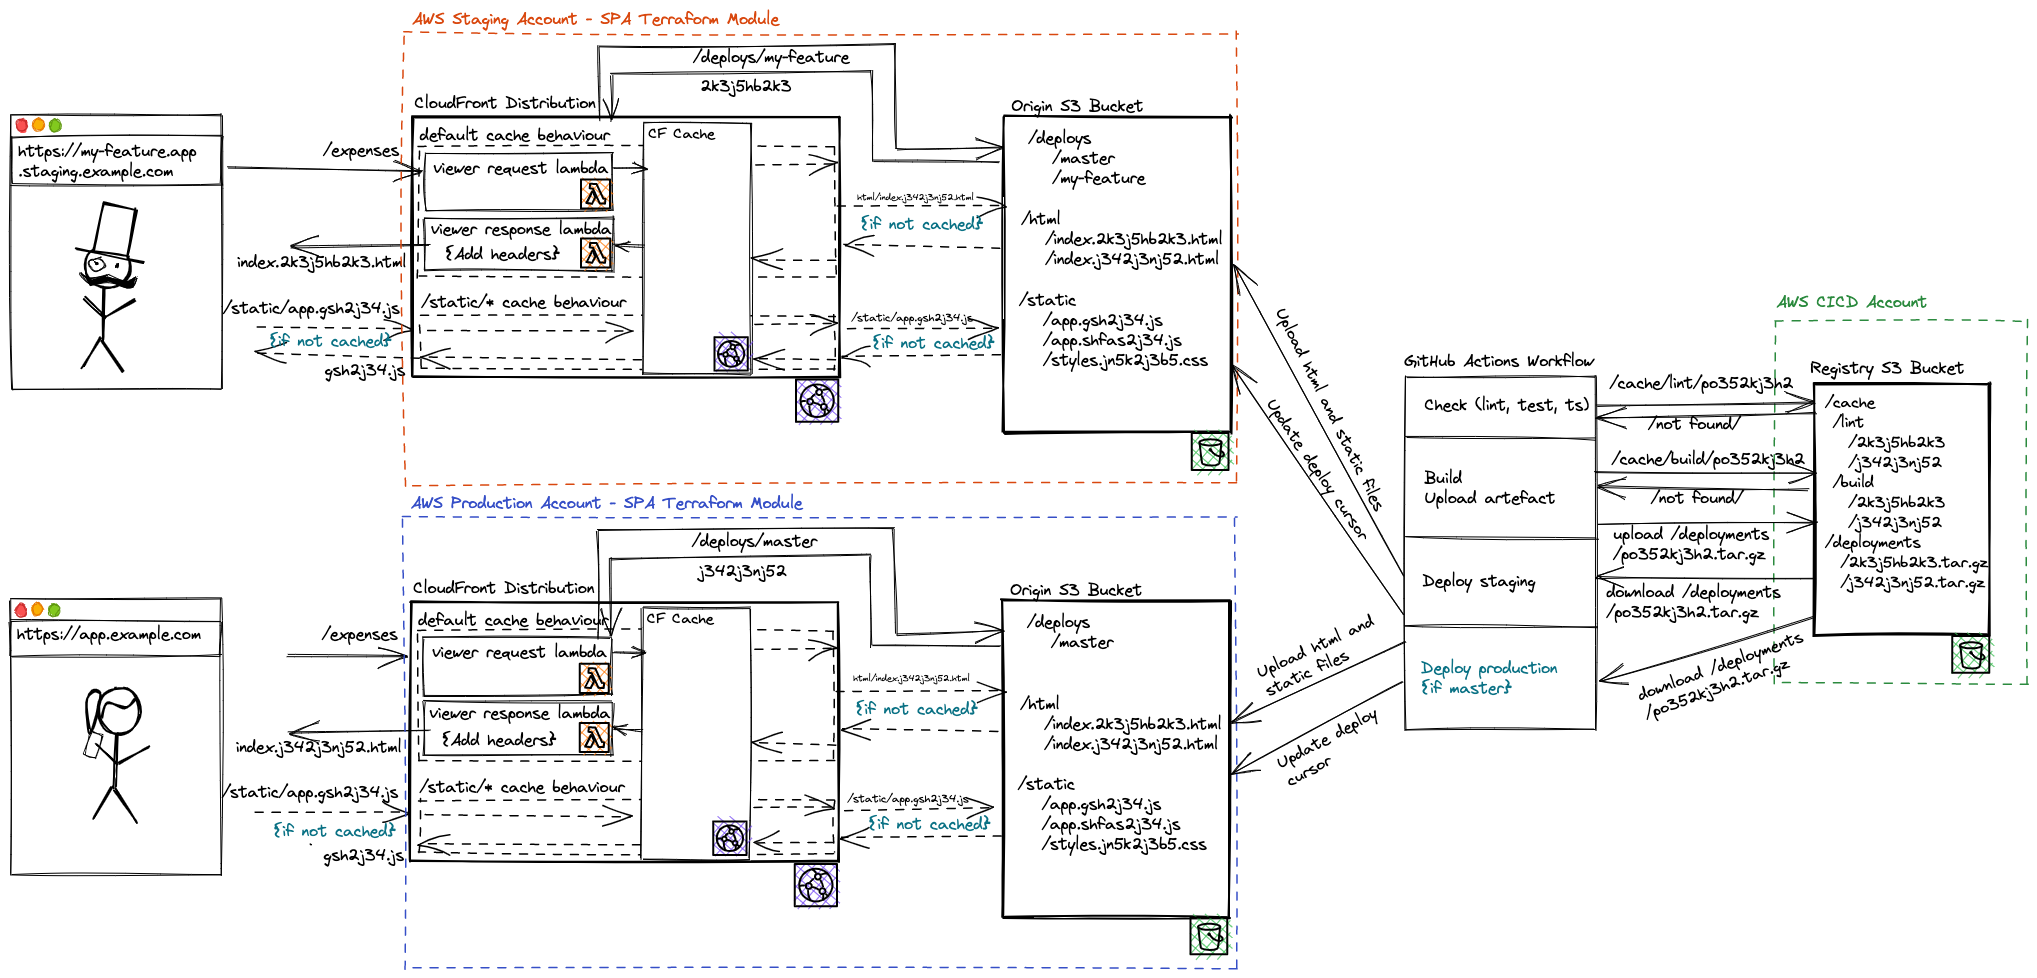 AWS Staging Account - SPA Terraform Module
/deploys/my-feature
2k3j5hb2k3
CloudFront Distribution
Origin S3 Bucket
https://my-feature.app
.staging.example.com
/expenses
default cache behaviour
CF Cache
viewer request lambda
viewer response lambda
{Add headers}
index.2k3j5hb2k3.html
/static/app.gsh2j34.js
{if not cached}
gsh2j34.js
/static/* cache behaviour
html/index.j342j3nj52.html
{if not cached}
/static/app.gsh2j34.js
{if not cached}
/deploys
/master
/my-feature
/html
/index.2k3j5hb2k3.html
/index.j342j3nj52.html
/static
/app.gsh2j34.js
/app.shfas2j34.js
/styles.jn5k2j3b5.css
AWS Production Account - SPA Terraform Module
/deploys/master
j342j3nj52
CloudFront Distribution
Origin S3 Bucket
https://app.example.com
/expenses
default cache behaviour
CF Cache
viewer request lambda
viewer response lambda
{Add headers}
index.j342j3nj52.html
/static/app.gsh2j34.js
{if not cached}
gsh2j34.js
/static/* cache behaviour
html/index.j342j3nj52.html
{if not cached}
/static/app.gsh2j34.js
{if not cached}
/deploys
/master
/html
/index.2k3j5hb2k3.html
/index.j342j3nj52.html
/static
/app.gsh2j34.js
/app.shfas2j34.js
/styles.jn5k2j3b5.css
Upload html and static files
Update deploy cursor
Upload html and
static files
Update deploy
cursor
GitHub Actions Workflow
Check (lint, test, ts)
Build
Upload artefact
Deploy staging
Deploy production
{if master}
/cache/lint/po352kj3h2
/not found/
/cache/build/po352kj3h2
/not found/
upload /deployments
/po352kj3h2.tar.gz
download /deployments
/po352kj3h2.tar.gz
download /deployments
/po352kj3h2.tar.gz
AWS CICD Account
Registry S3 Bucket
/cache
/lint
/2k3j5hb2k3
/j342j3nj52
/build
/2k3j5hb2k3
/j342j3nj52
/deployments
/2k3j5hb2k3.tar.gz
/j342j3nj52.tar.gz